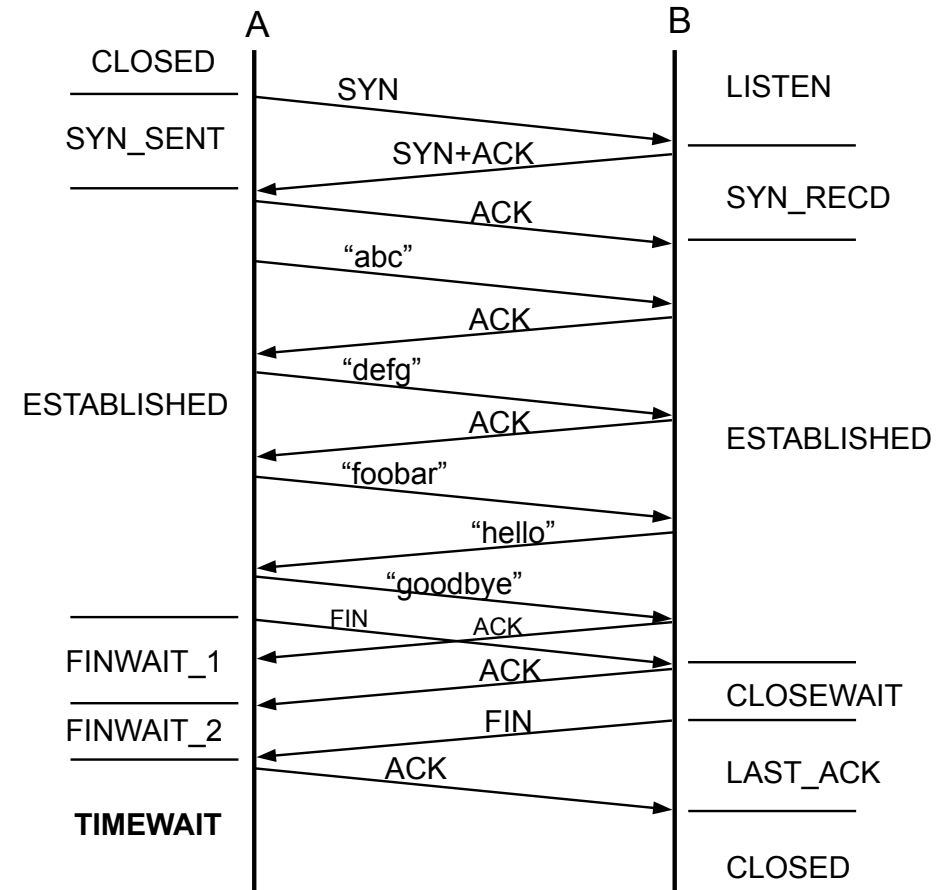 A
B
CLOSED
LISTEN
SYN
SYN_SENT
SYN+ACK
SYN_RECD
ACK
“abc”
ACK
“defg”
ESTABLISHED
ACK
ESTABLISHED
“foobar”
“hello”
“goodbye”
FIN
ACK
FINWAIT_1
ACK
CLOSEWAIT
FINWAIT_2
FIN
ACK
LAST_ACK
TIMEWAIT
CLOSED